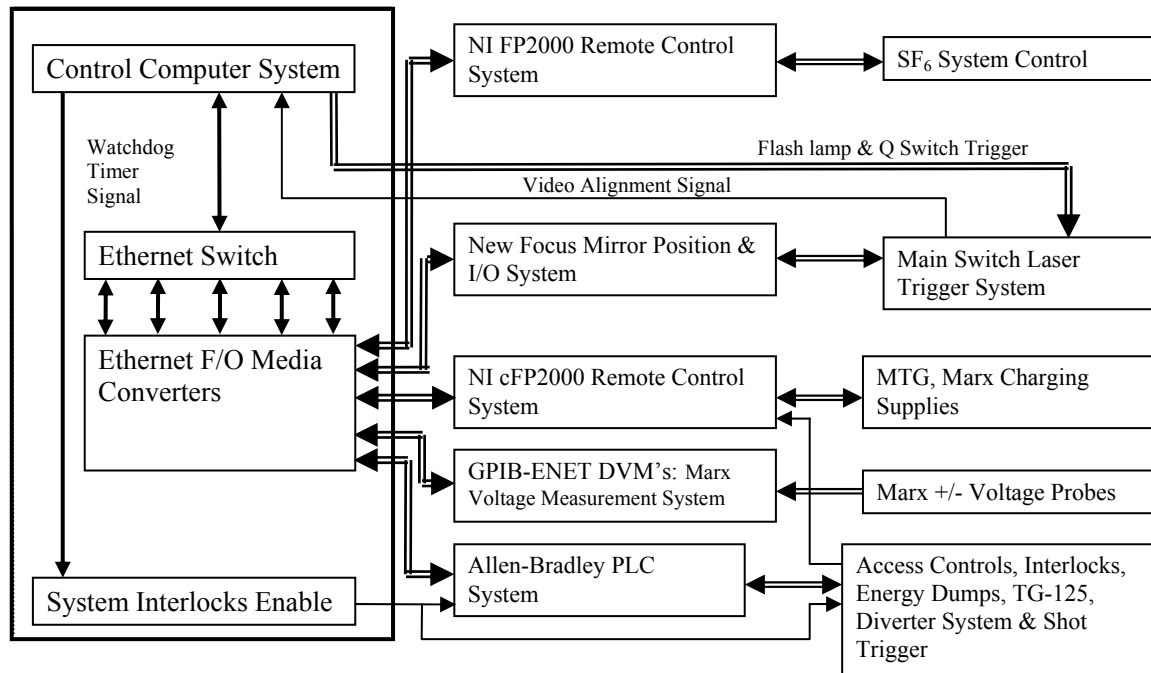 Control Computer System
Watchdog
Timer
Signal
Ethernet Switch
Ethernet F/O Media
Converters
System Interlocks Enable
NI FP2000 Remote Control
System
SF₆ System Control
Flash lamp & Q Switch Trigger
Video Alignment Signal
New Focus Mirror Position &
I/O System
Main Switch Laser
Trigger System
NI cFP2000 Remote Control
System
MTG, Marx Charging
Supplies
GPIB-ENET DVM’s: Marx
Voltage Measurement System
Marx +/- Voltage Probes
Allen-Bradley PLC
System
Access Controls, Interlocks,
Energy Dumps, TG-125,
Diverter System & Shot
Trigger